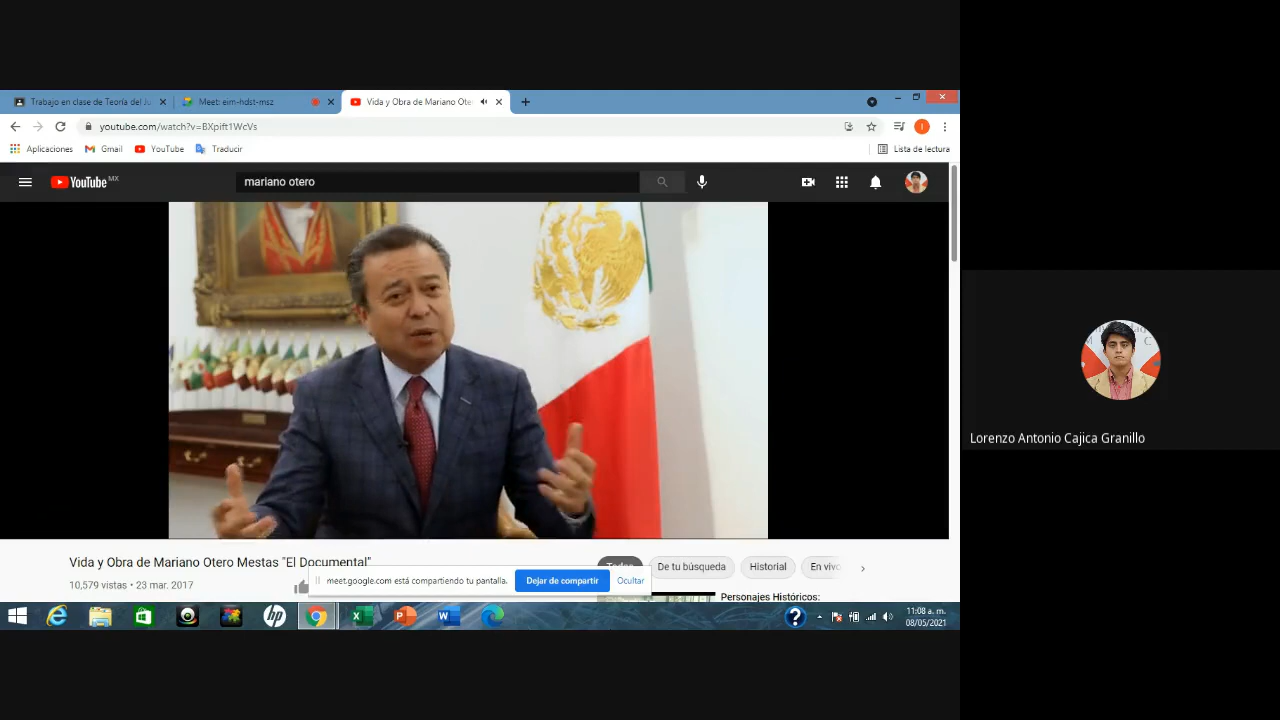 Trabajo en clase de Teoría del Ju
Meet: eim-hdst-msz
Vida y Obra de Mariano Oter
youtube.com/watch?v=BXpift1WcVs
I
Aplicaciones
Gmail
YouTube
Traducir
Lista de lectura
YouTube MX
mariano otero
Lorenzo Antonio Cajica Granillo
Vida y Obra de Mariano Otero Mestas "El Documental"
Todos
De tu búsqueda
Historial
En vivo
10,579 vistas • 23 mar. 2017
meet.google.com está compartiendo tu pantalla.
Dejar de compartir
Ocultar
Personajes Históricos:
11:08 a. m.
08/05/2021